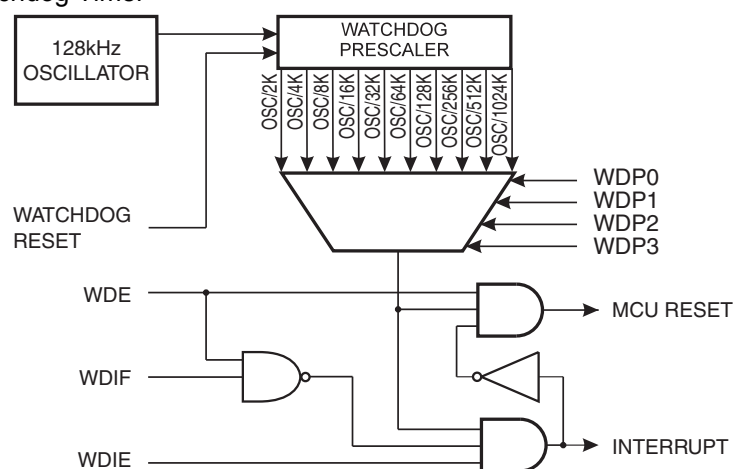 128kHz
OSCILLATOR
WATCHDOG
PRESCALER
OSC/2K
OSC/4K
OSC/8K
OSC/16K
OSC/32K
OSC/64K
OSC/128K
OSC/256K
OSC/512K
OSC/1024K
WDP0
WDP1
WDP2
WDP3
WATCHDOG
RESET
WDE
MCU RESET
WDIF
INTERRUPT
WDIE